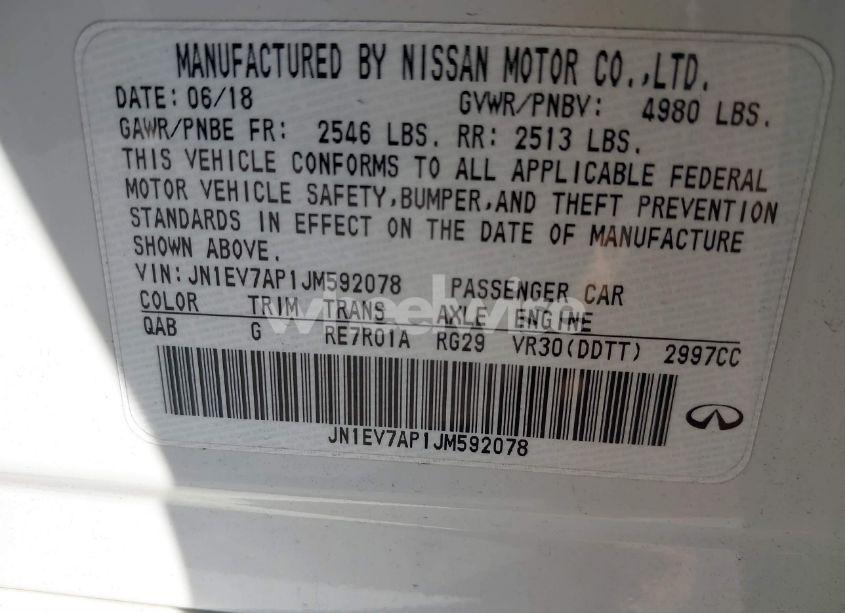 MANUFACTURED BY NISSAN MOTOR CO.,LTD.
DATE: 06/18 GVWR/PNBV: 4980 LBS.
GAWR/PNBE FR: 2546 LBS. RR: 2513 LBS.
THIS VEHICLE CONFORMS TO ALL APPLICABLE FEDERAL
MOTOR VEHICLE SAFETY,BUMPER,AND THEFT PREVENTION
STANDARDS IN EFFECT ON THE DATE OF MANUFACTURE
SHOWN ABOVE.
VIN:JN1EV7AP1JM592078 PASSENGER CAR
COLOR TRIM TRANS AXLE ENGINE
QAB G RE7R01A RG29 VR30(DDTT) 2997CC
JN1EV7AP1JM592078